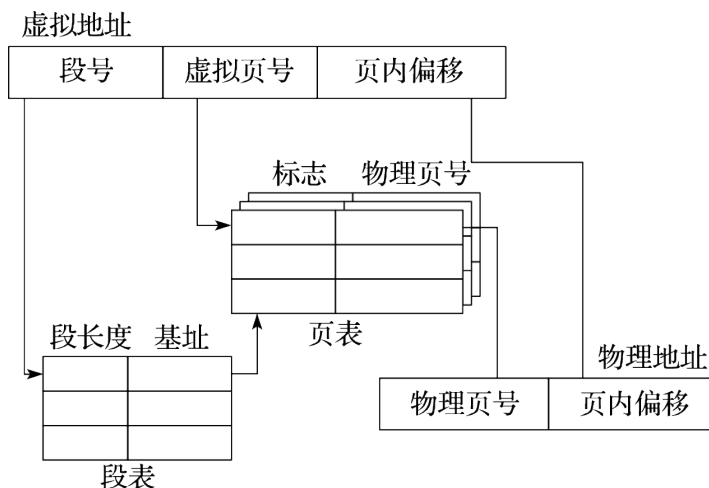 虚拟地址
段号 虚拟页号 页内偏移
标志 物理页号
页表
段长度 基址
段表
物理地址
物理页号 页内偏移